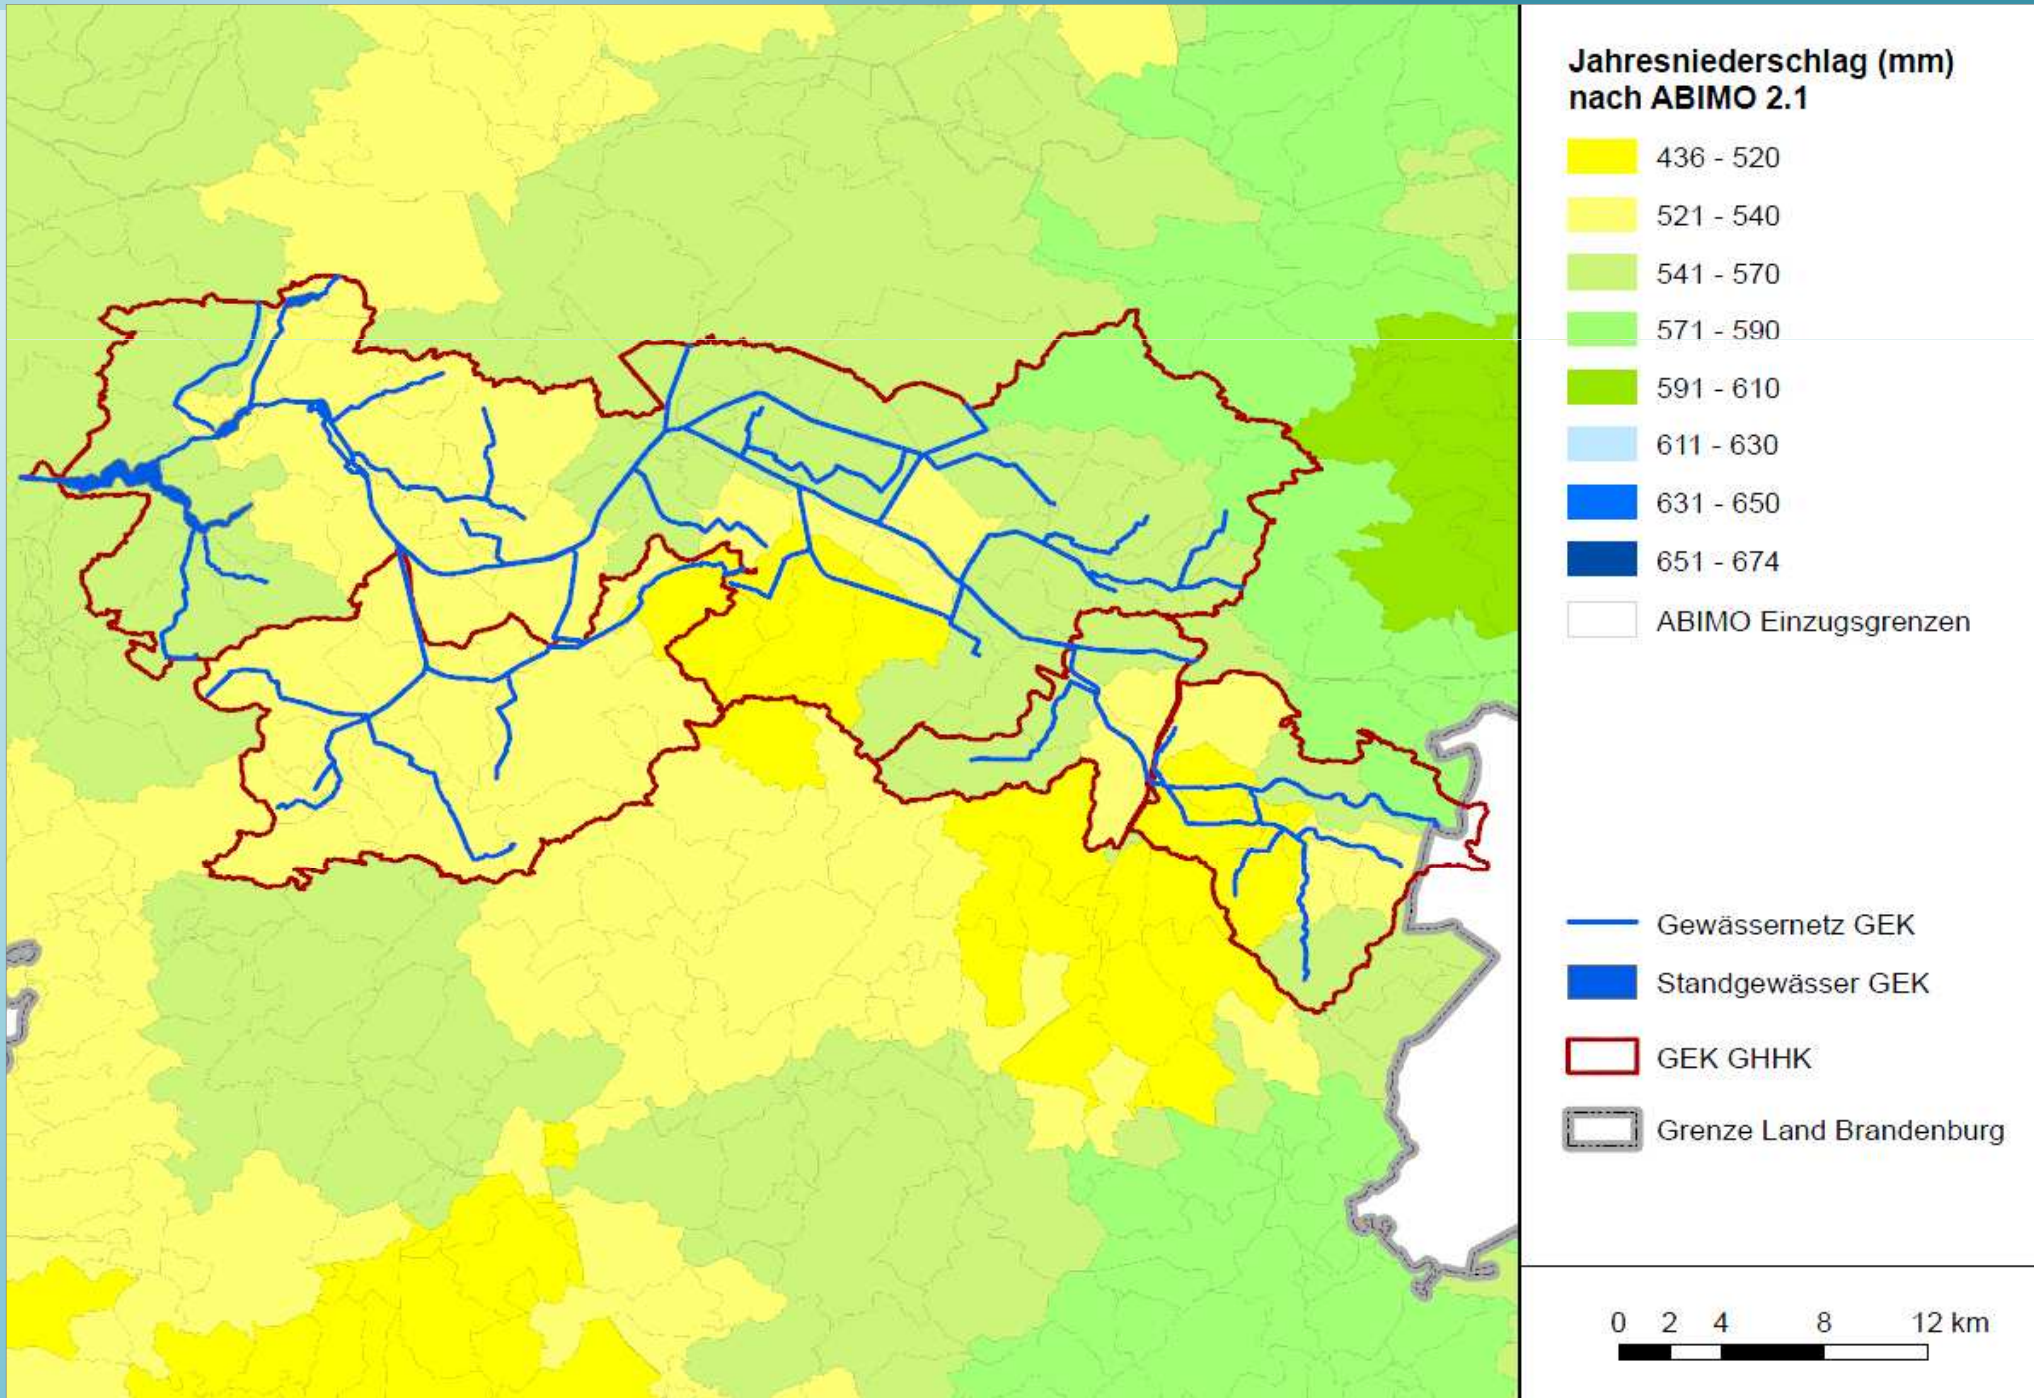 Jahresniederschlag (mm)
nach ABIMO 2.1
436 - 520
521 - 540
541 - 570
571 - 590
591 - 610
611 - 630
631 - 650
651 - 674
ABIMO Einzugsgrenzen
Gewässernetz GEK
Standgewässer GEK
GEK GHHK
Grenze Land Brandenburg
0 2 4 8 12 km